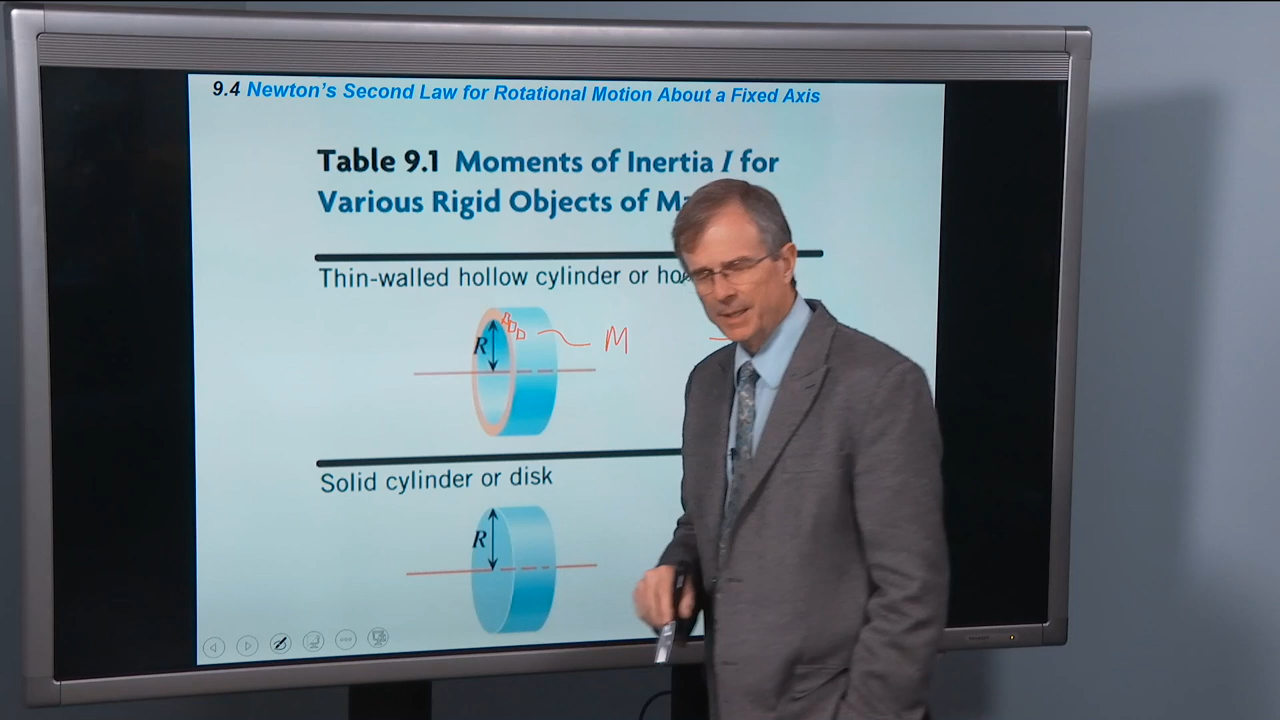 9.4 Newton's Second Law for Rotational Motion About a Fixed Axis
Table 9.1 Moments of Inertia I for
Various Rigid Objects of
Thin-walled hollow cylinder or
R
M
Solid cylinder or disk
R